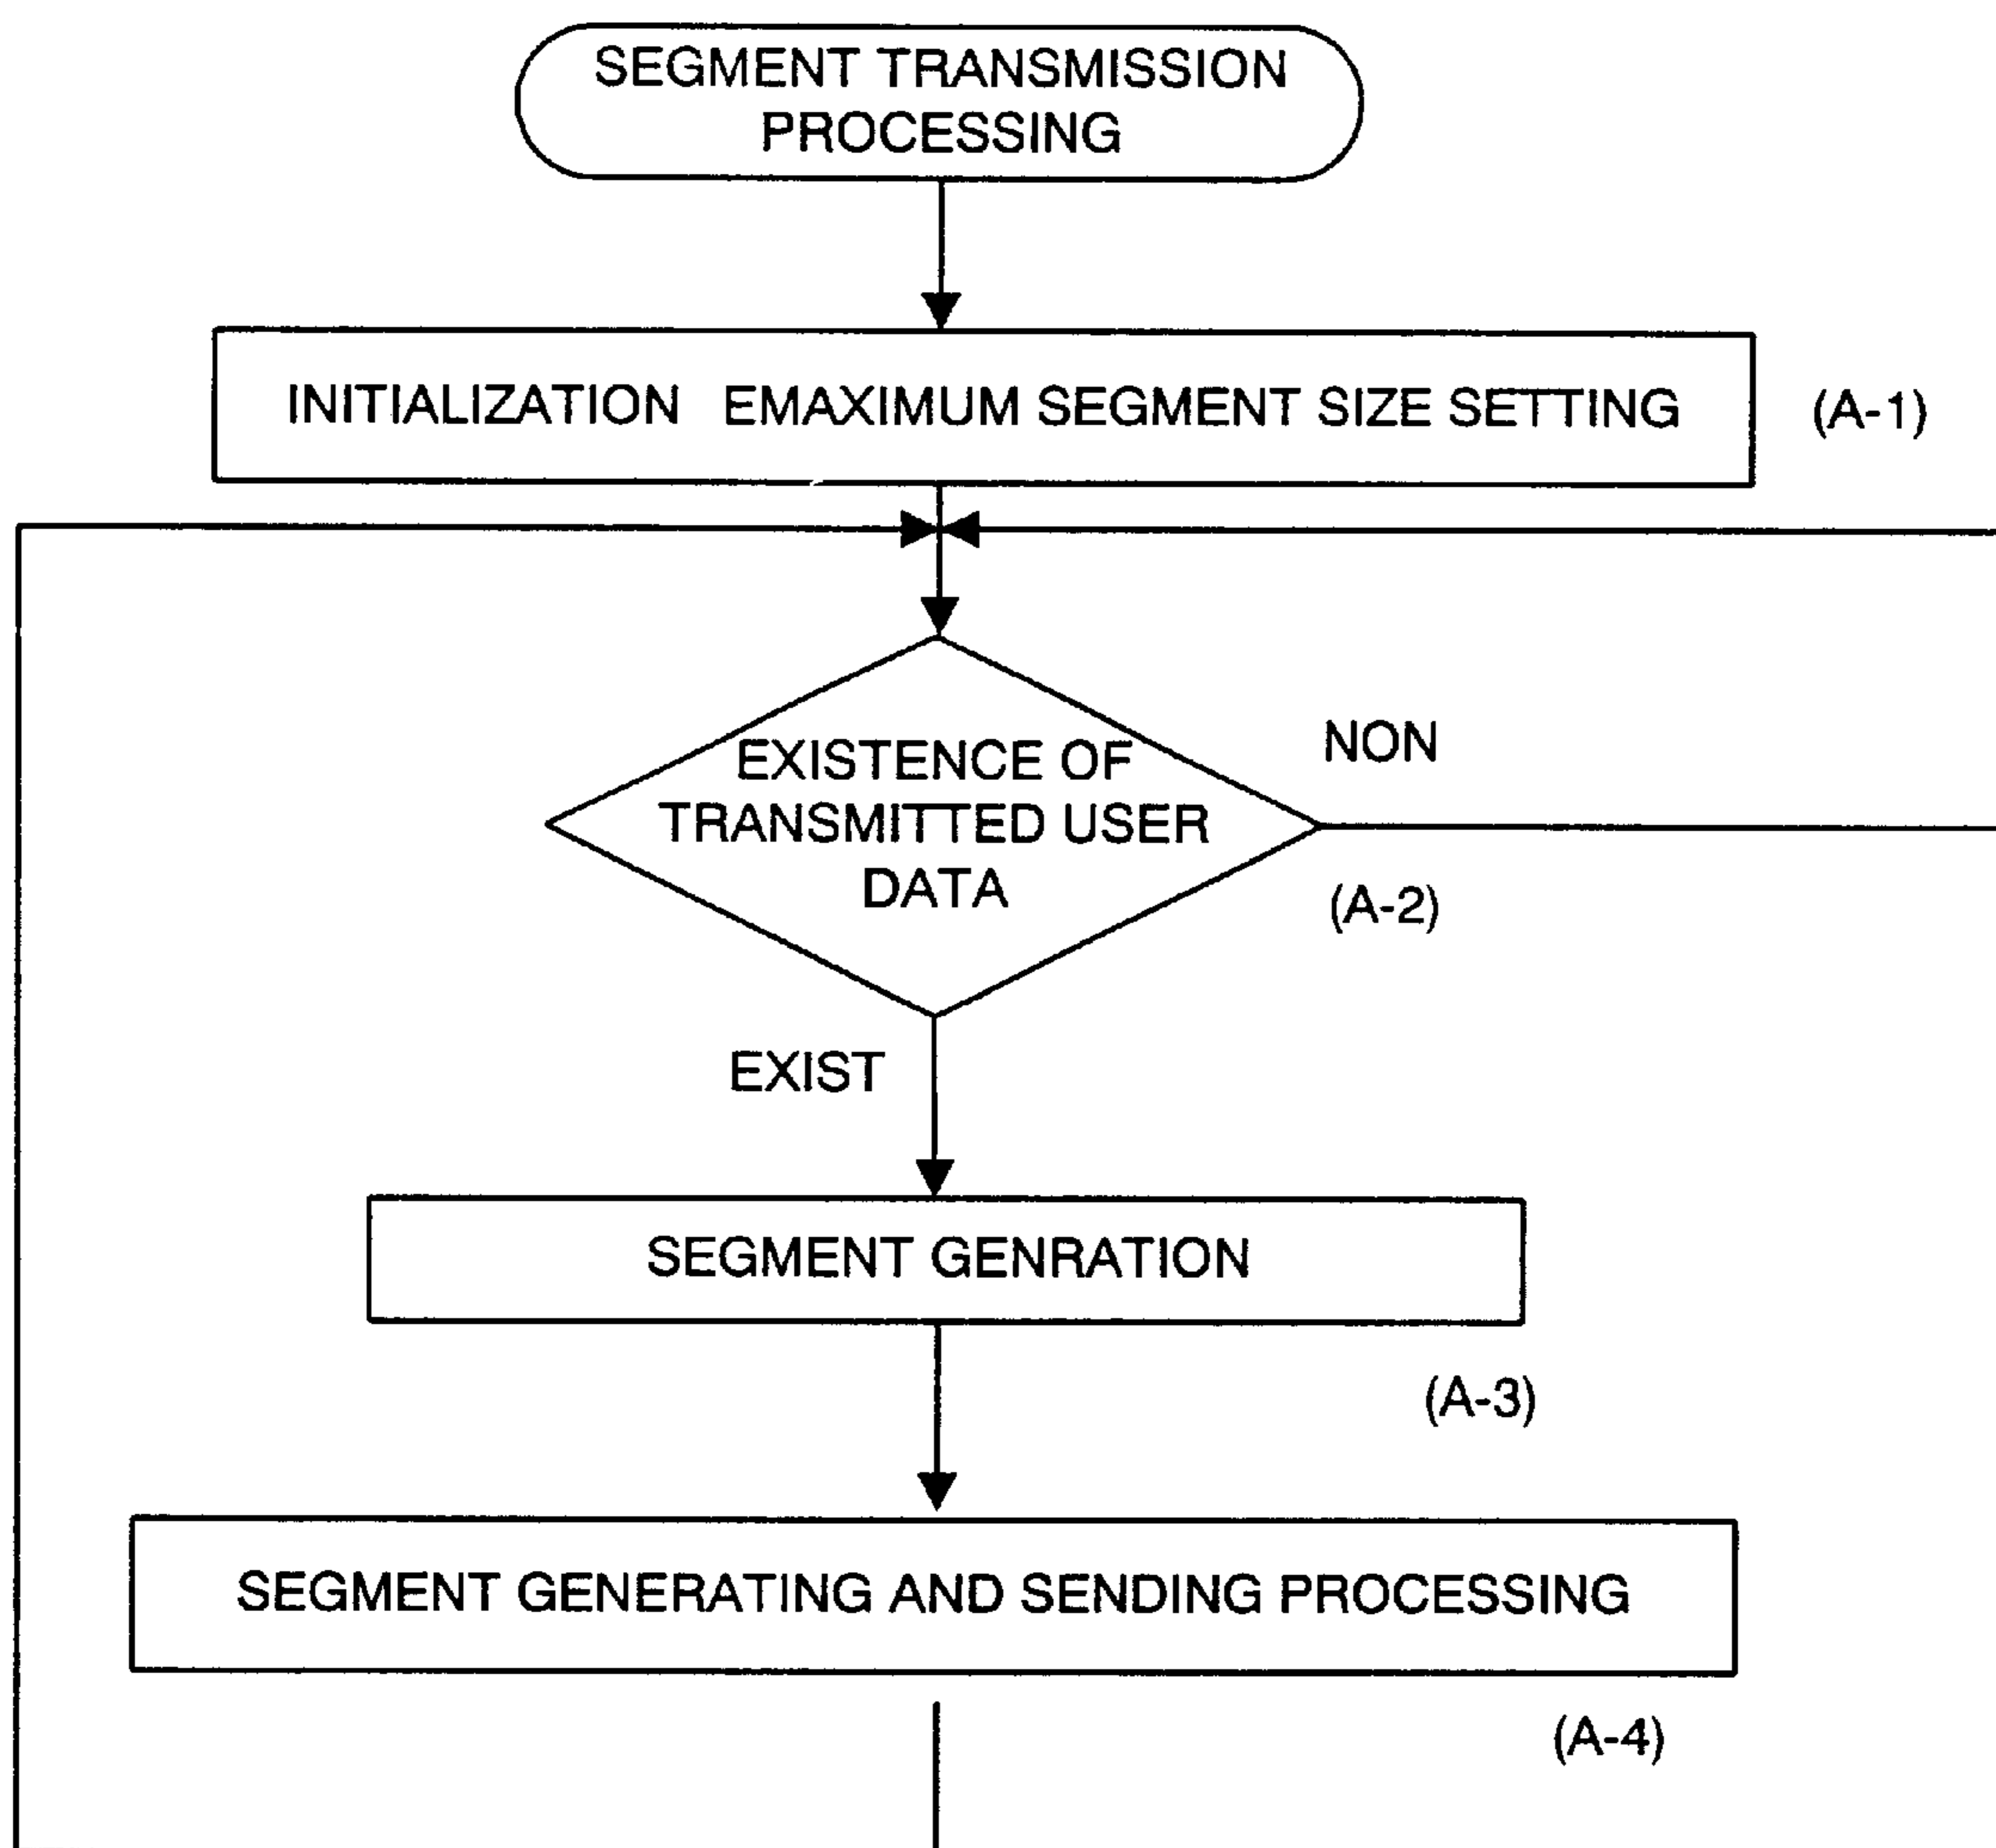 SEGMENT TRANSMISSION
PROCESSING
INITIALIZATION EMAXIMUM SEGMENT SIZE SETTING
(A-1)
EXISTENCE OF
TRANSMITTED USER
DATA
NON
(A-2)
EXIST
SEGMENT GENRATION
(A-3)
SEGMENT GENERATING AND SENDING PROCESSING
(A-4)